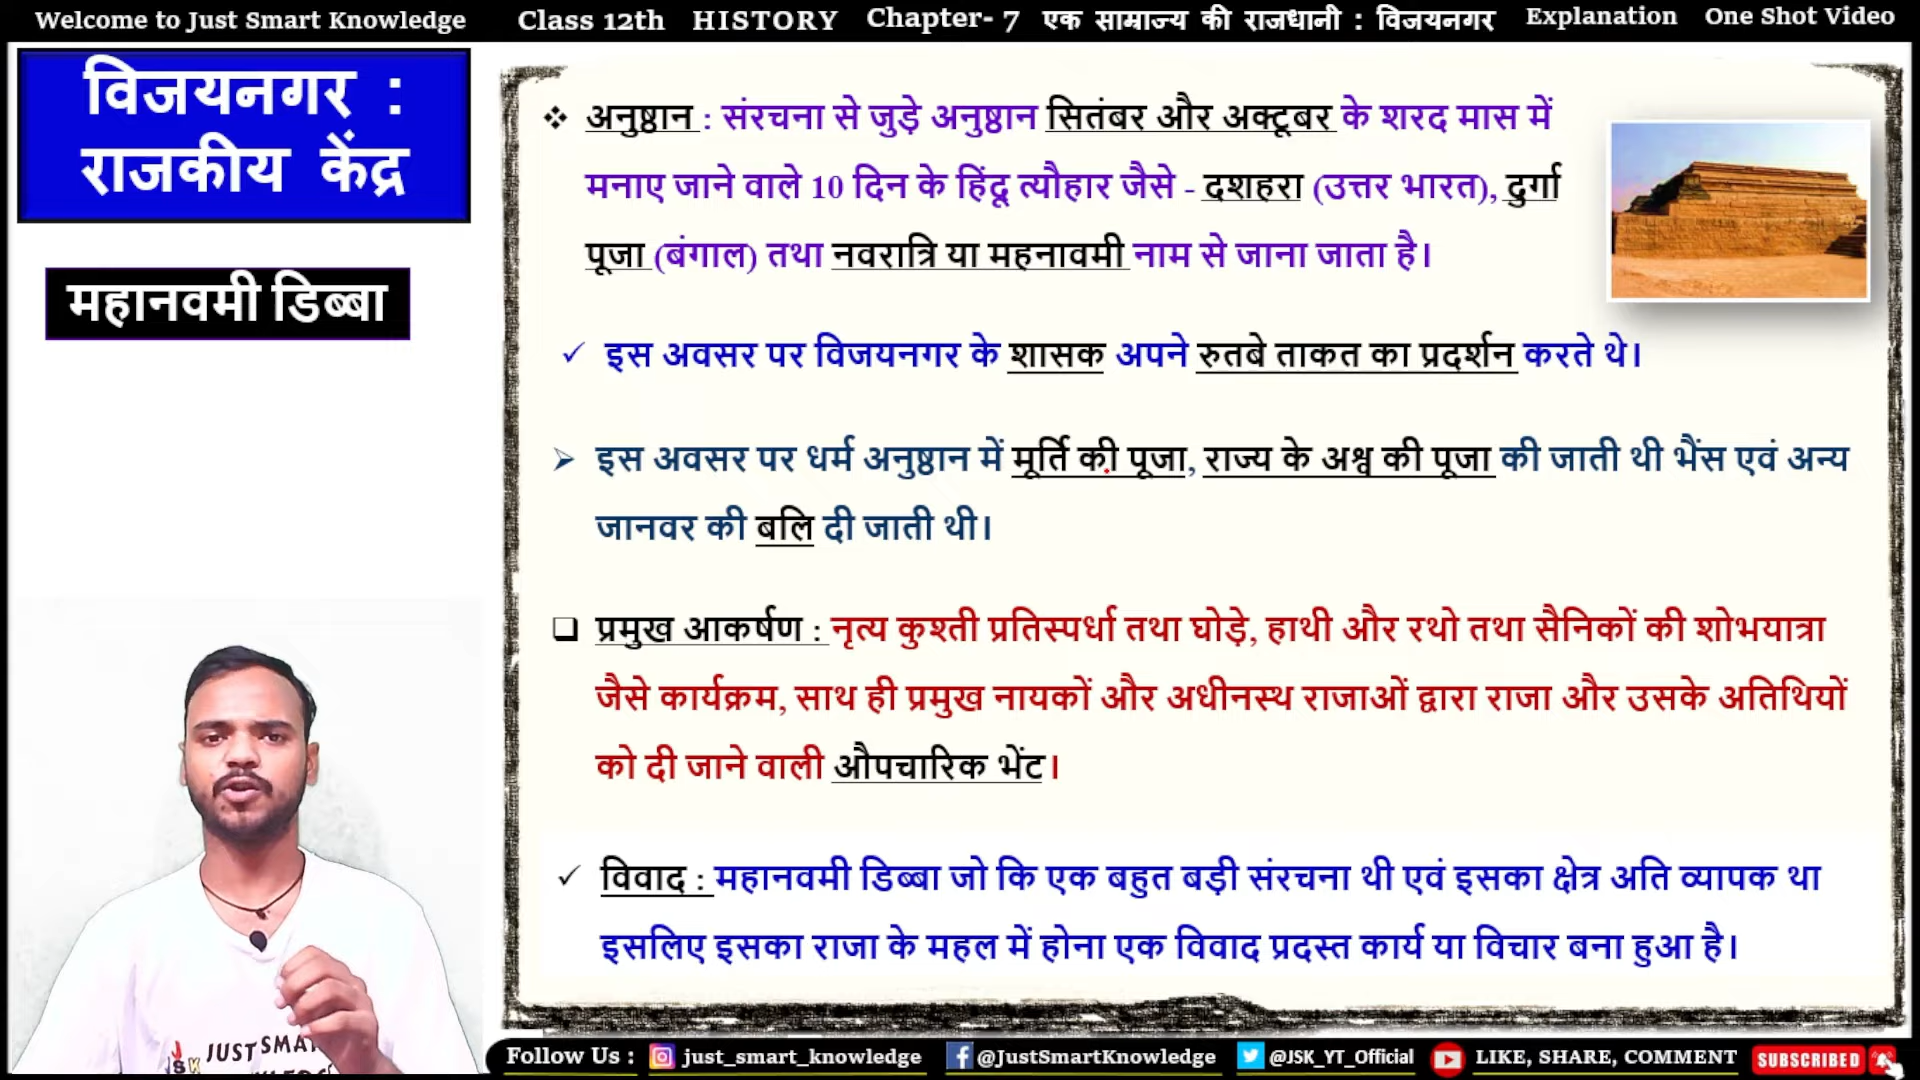 Welcome to Just Smart Knowledge Class 12th HISTORY Chapter- 7 एक साम्राज्य की राजधानी : विजयनगर Explanation One Shot Video
विजयनगर :
राजकीय केंद्र
महानवमी डिब्बा
❖ अनुष्ठान : संरचना से जुड़े अनुष्ठान सितंबर और अक्टूबर के शरद मास में
मनाए जाने वाले 10 दिन के हिंदू त्यौहार जैसे - दशहरा (उत्तर भारत), दुर्गा
पूजा (बंगाल) तथा नवरात्रि या महनावमी नाम से जाना जाता है।
✓ इस अवसर पर विजयनगर के शासक अपने रुतबे ताकत का प्रदर्शन करते थे।
➢ इस अवसर पर धर्म अनुष्ठान में मूर्ति की पूजा, राज्य के अश्व की पूजा की जाती थी भैंस एवं अन्य
जानवर की बलि दी जाती थी।
❑ प्रमुख आकर्षण : नृत्य कुश्ती प्रतिस्पर्धा तथा घोड़े, हाथी और रथो तथा सैनिकों की शोभयात्रा
जैसे कार्यक्रम, साथ ही प्रमुख नायकों और अधीनस्थ राजाओं द्वारा राजा और उसके अतिथियों
को दी जाने वाली औपचारिक भेंट।
✓ विवाद : महानवमी डिब्बा जो कि एक बहुत बड़ी संरचना थी एवं इसका क्षेत्र अति व्यापक था
इसलिए इसका राजा के महल में होना एक विवाद प्रदस्त कार्य या विचार बना हुआ है।
JUST SMA
Follow Us : just_smart_knowledge @JustSmartKnowledge @JSK_YT_Official LIKE, SHARE, COMMENT SUBSCRIBED